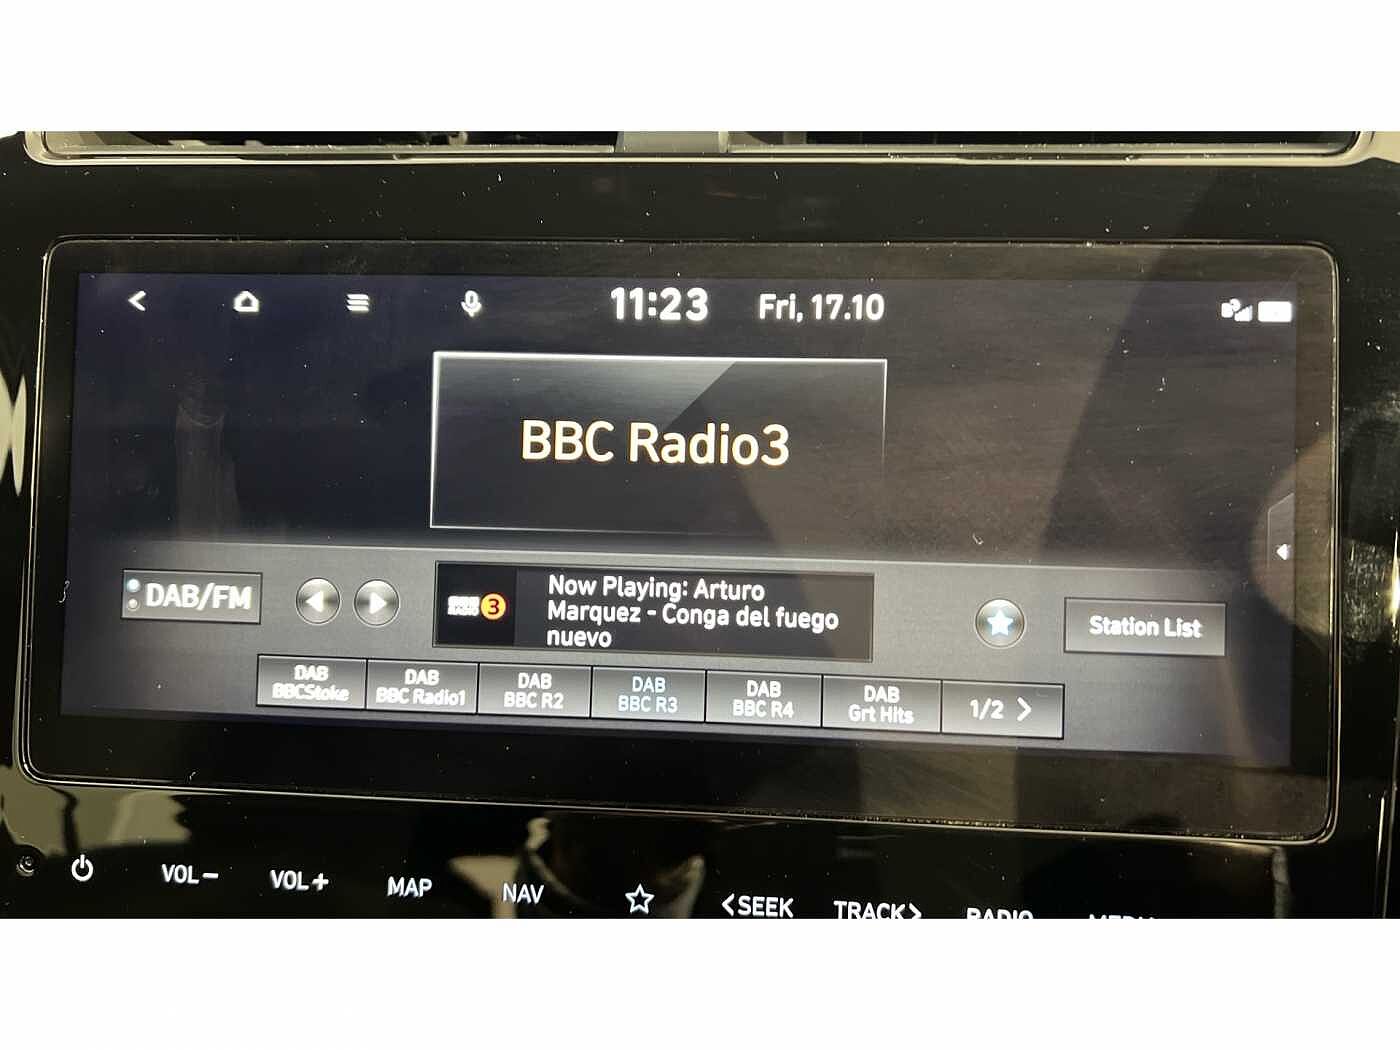 11:23 Fri, 17.10
BBC Radio3
DAB/FM
3
Now Playing: Arturo
Marquez - Conga del fuego
nuevo
Station List
DAB
BBCStoke
DAB
BBC Radio1
DAB
BBC R2
DAB
BBC R3
DAB
BBC R4
DAB
Grt Hits
1/2 >
VOL− VOL+ MAP NAV <SEEK TRACK> RADIO